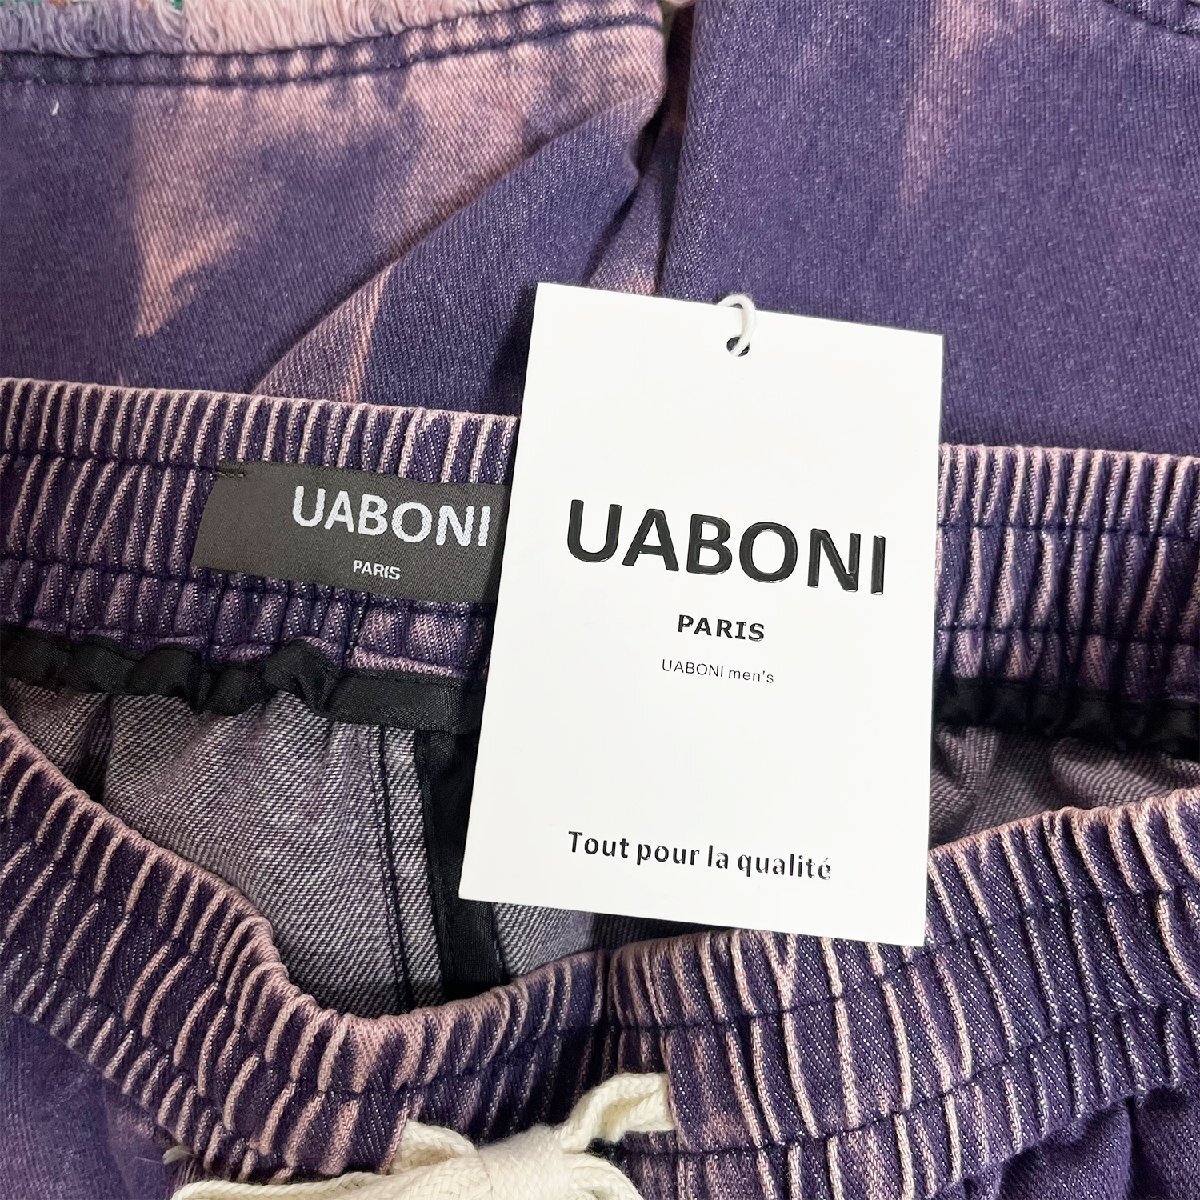 UABONI
PARIS
UABONI
PARIS
UABONI men's
Tout pour la qualité